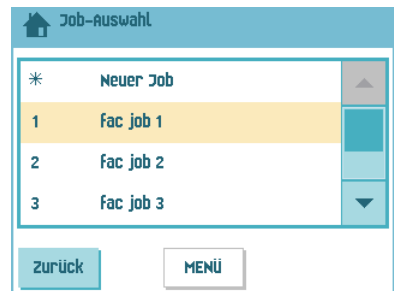 Job-Auswahl
* Neuer Job
1 fac job 1
2 fac job 2
3 fac job 3
zurück MENÜ